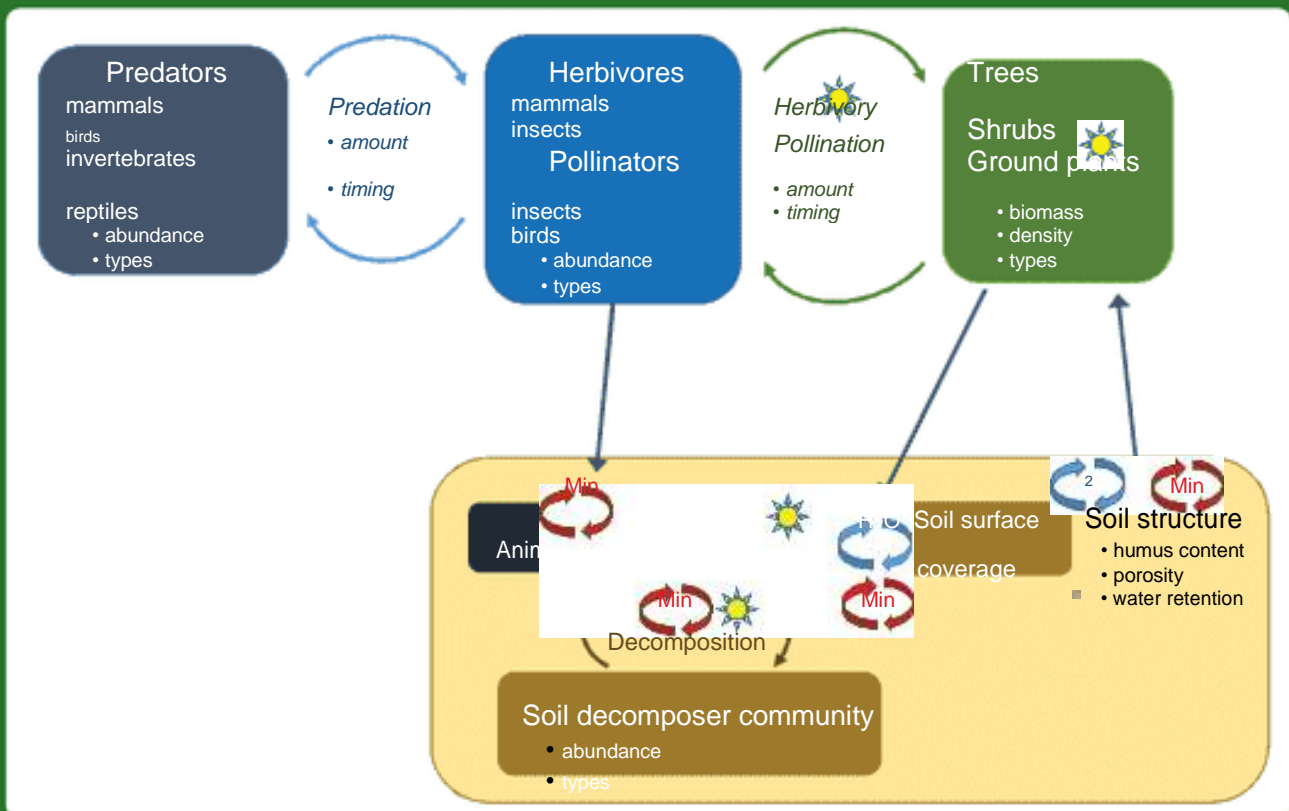 Predators
mammals
birds
invertebrates
reptiles
• abundance
• types
Predation
• amount
• timing
Herbivores
mammals
insects
Pollinators
insects
birds
• abundance
• types
Herbivory
Pollination
• amount
• timing
Trees
Shrubs
Ground plants
• biomass
• density
• types
Min
2
Min
Soil surface
coverage
Soil structure
• humus content
• porosity
• water retention
Min
Min
Decomposition
Soil decomposer community
• abundance
• types